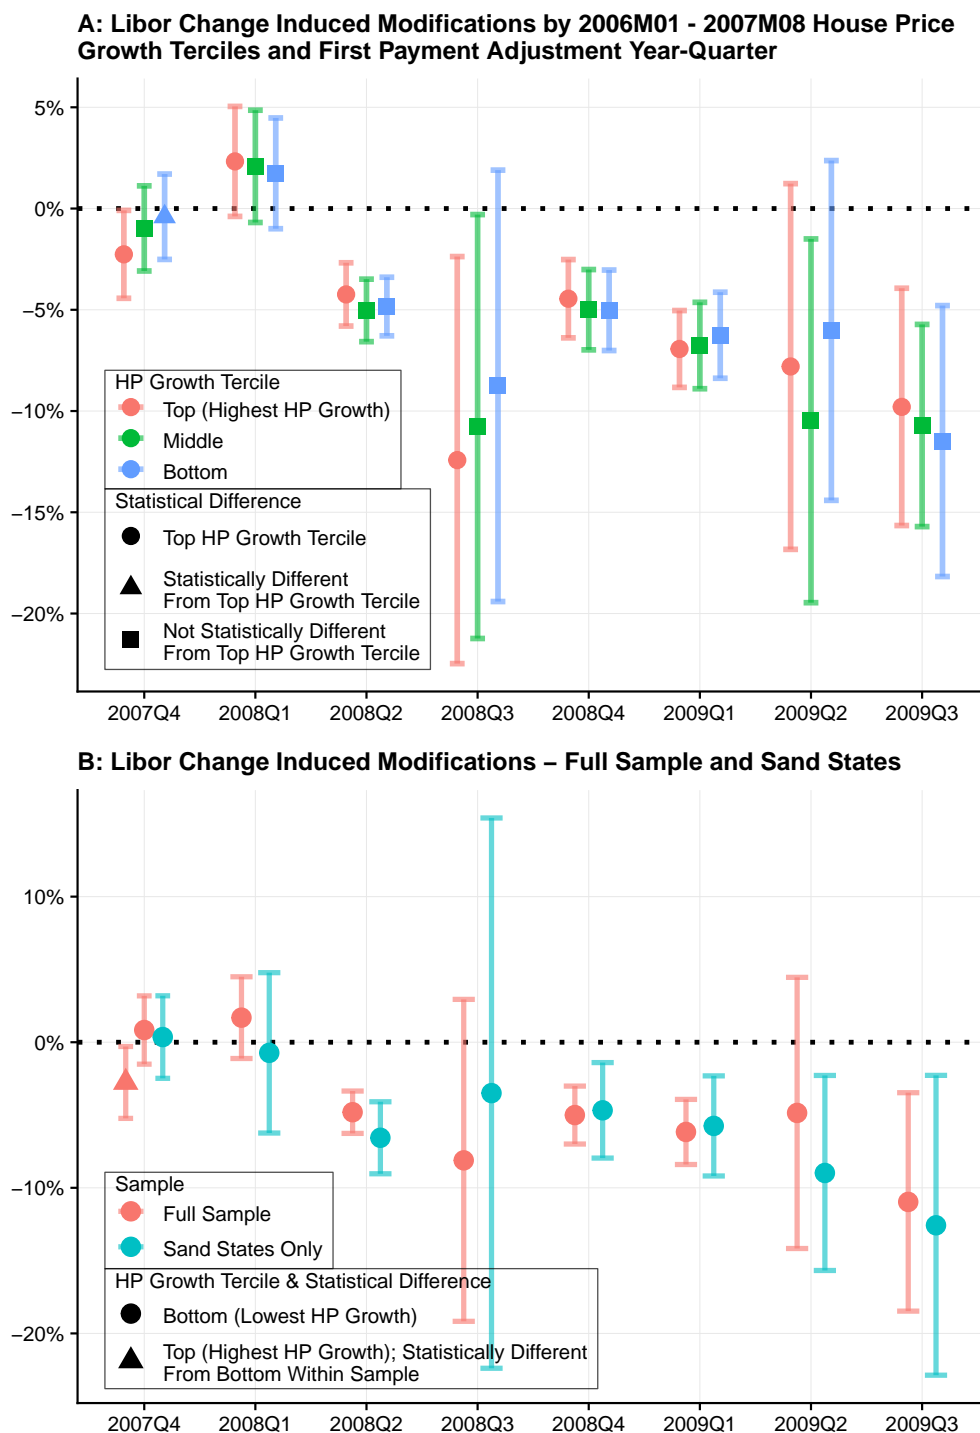 A: Libor Change Induced Modifications by 2006M01 - 2007M08 House Price
Growth Terciles and First Payment Adjustment Year-Quarter
5%
0%
−5%
−10%
−15%
−20%
HP Growth Tercile
Top (Highest HP Growth)
Middle
Bottom
Statistical Difference
Top HP Growth Tercile
Statistically Different
From Top HP Growth Tercile
Not Statistically Different
From Top HP Growth Tercile
2007Q4 2008Q1 2008Q2 2008Q3 2008Q4 2009Q1 2009Q2 2009Q3
B: Libor Change Induced Modifications – Full Sample and Sand States
10%
0%
−10%
−20%
Sample
Full Sample
Sand States Only
HP Growth Tercile & Statistical Difference
Bottom (Lowest HP Growth)
Top (Highest HP Growth); Statistically Different
From Bottom Within Sample
2007Q4 2008Q1 2008Q2 2008Q3 2008Q4 2009Q1 2009Q2 2009Q3